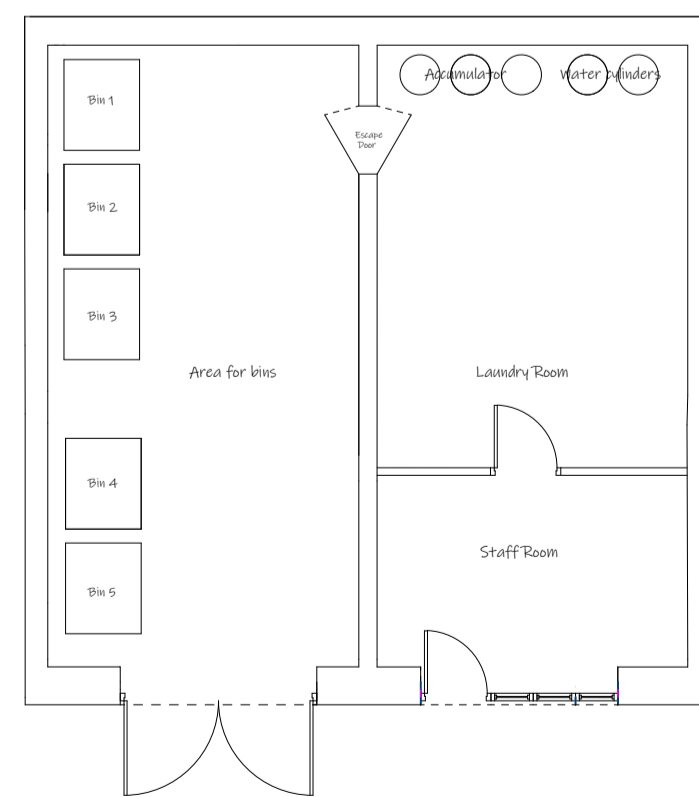 Accumulator
Water cylinders
Bin 1
Escape
Door
Bin 2
Bin 3
Area for bins
Laundry Room
Bin 4
Staff Room
Bin 5